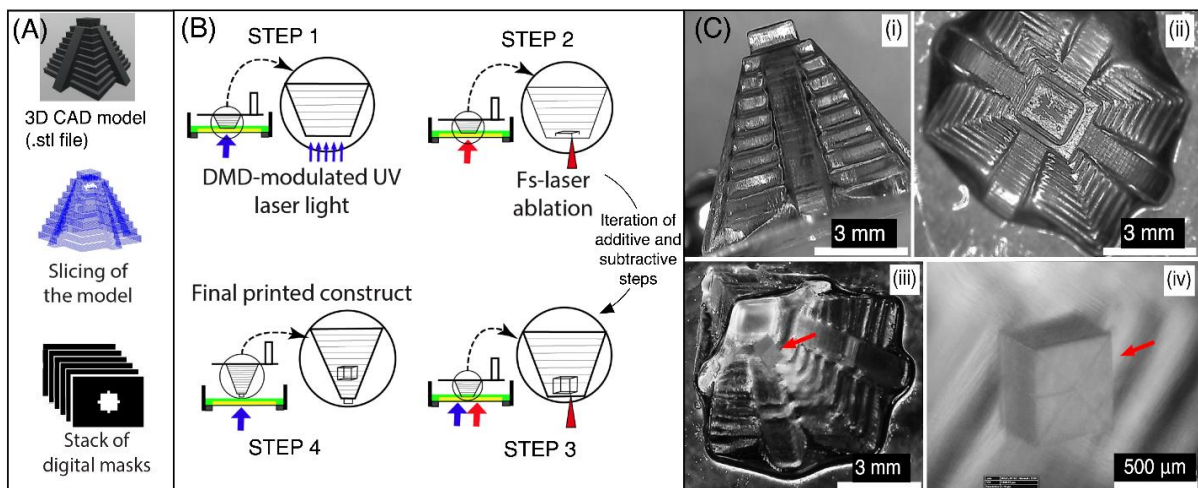 (A)
3D CAD model
(.stl file)
Slicing of
the model
Stack of
digital masks
(B)
STEP 1
DMD-modulated UV
laser light
STEP 2
Fs-laser
ablation
Iteration of
additive and
subtractive
steps
Final printed construct
STEP 4
STEP 3
(C)
(i)
3 mm
(ii)
3 mm
(iii)
3 mm
(iv)
500 µm